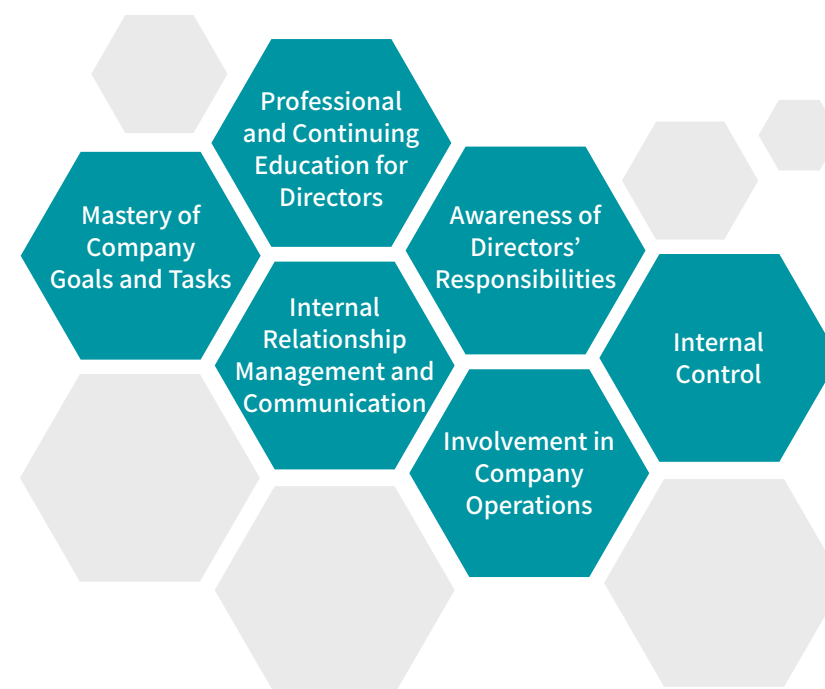 Professional
and Continuing
Education for
Directors
Mastery of
Company
Goals and Tasks
Awareness of
Directors’
Responsibilities
Internal
Relationship
Management and
Communication
Internal
Control
Involvement in
Company
Operations